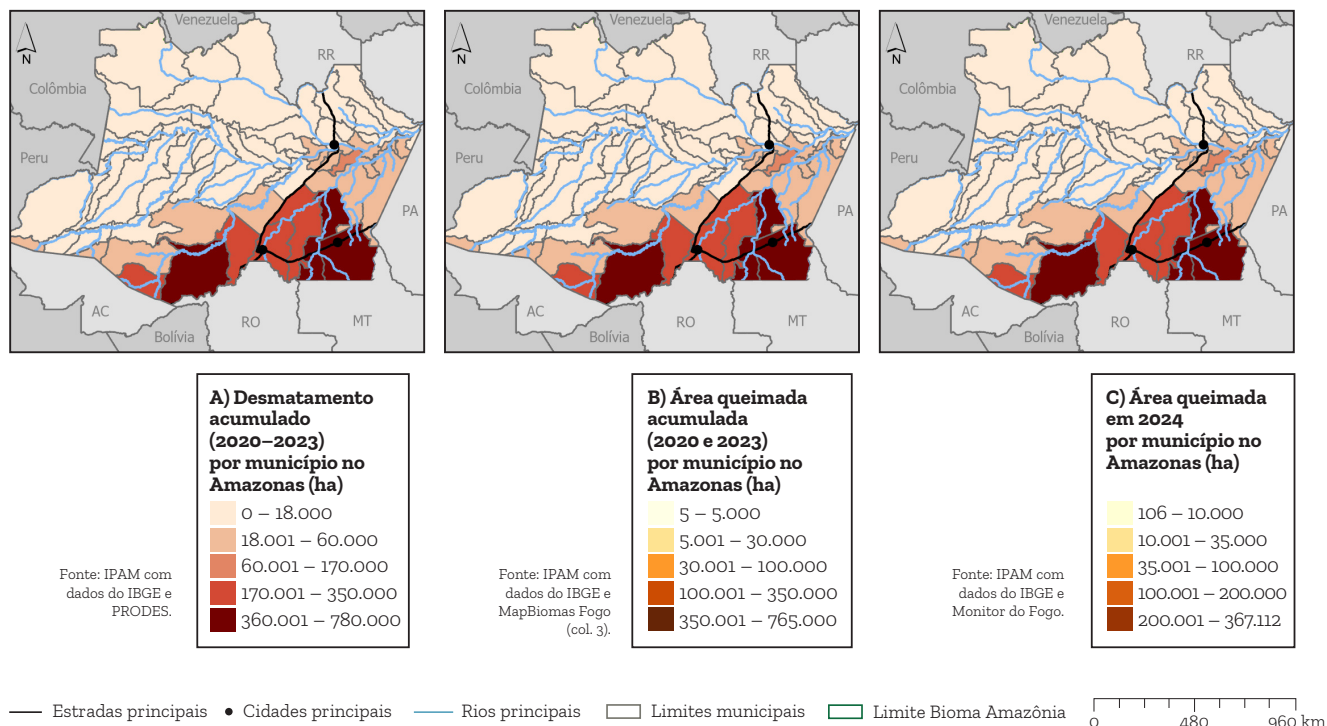 Venezuela
N
RR
Colômbia
Peru
PA
AC
RO
MT
Bolívia
Venezuela
N
RR
Colômbia
Peru
PA
AC
RO
MT
Bolívia
Venezuela
N
RR
Colômbia
Peru
PA
AC
RO
MT
Bolívia
A) Desmatamento
acumulado
(2020–2023)
por município no
Amazonas (ha)
0 – 18.000
18.001 – 60.000
60.001 – 170.000
170.001 – 350.000
360.001 – 780.000
Fonte: IPAM com
dados do IBGE e
PRODES.
B) Área queimada
acumulada
(2020 e 2023)
por município no
Amazonas (ha)
5 – 5.000
5.001 – 30.000
30.001 – 100.000
100.001 – 350.000
350.001 – 765.000
Fonte: IPAM com
dados do IBGE e
MapBiomas Fogo
(col. 3).
C) Área queimada
em 2024
por município no
Amazonas (ha)
106 – 10.000
10.001 – 35.000
35.001 – 100.000
100.001 – 200.000
200.001 – 367.112
Fonte: IPAM com
dados do IBGE e
Monitor do Fogo.
Estradas principais
Cidades principais
Rios principais
Limites municipais
Limite Bioma Amazônia
0 480 960 km